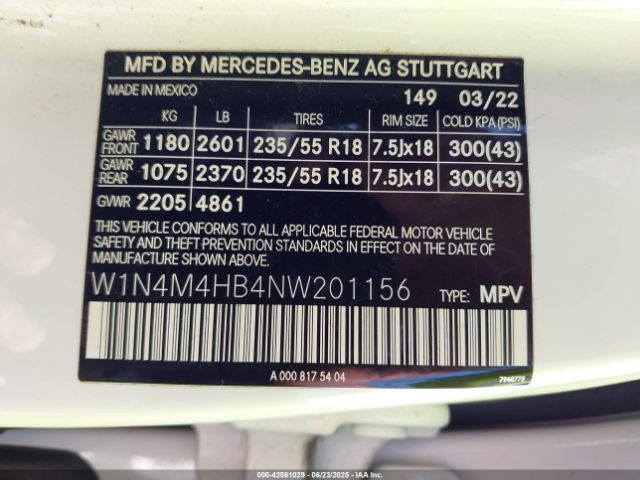 MFD BY MERCEDES-BENZ AG STUTTGART
MADE IN MEXICO 149 03/22
KG LB TIRES RIM SIZE COLD KPA(PSI)
GAWR FRONT 1180 2601 235/55 R18 7.5Jx18 300(43)
GAWR REAR 1075 2370 235/55 R18 7.5Jx18 300(43)
GVWR 2205 4861
THIS VEHICLE CONFORMS TO ALL APPLICABLE FEDERAL MOTOR VEHICLE
SAFETY AND THEFT PREVENTION STANDARDS IN EFFECT ON THE DATE OF
MANUFACTURE SHOWN ABOVE.
W1N4M4HB4NW201156 TYPE: MPV
A 000 817 54 04 7948775
000-42561029 - 06/23/2025 - COPYRIGHT IAA, LLC.